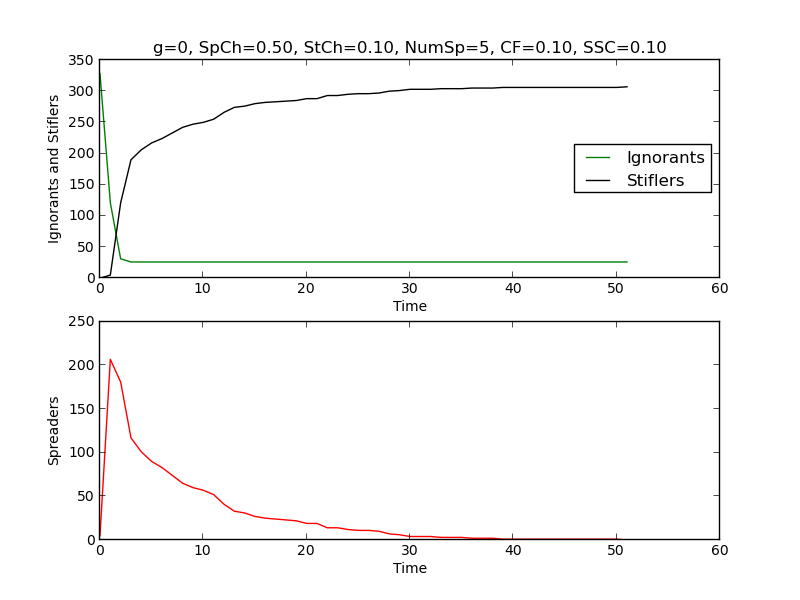 g=0, SpCh=0.50, StCh=0.10, NumSp=5, CF=0.10, SSC=0.10
350
300
250
200
150
100
50
0
Ignorants and Stiflers
Ignorants
Stiflers
0 10 20 30 40 50 60
Time
250
200
150
100
50
0
Spreaders
0 10 20 30 40 50 60
Time